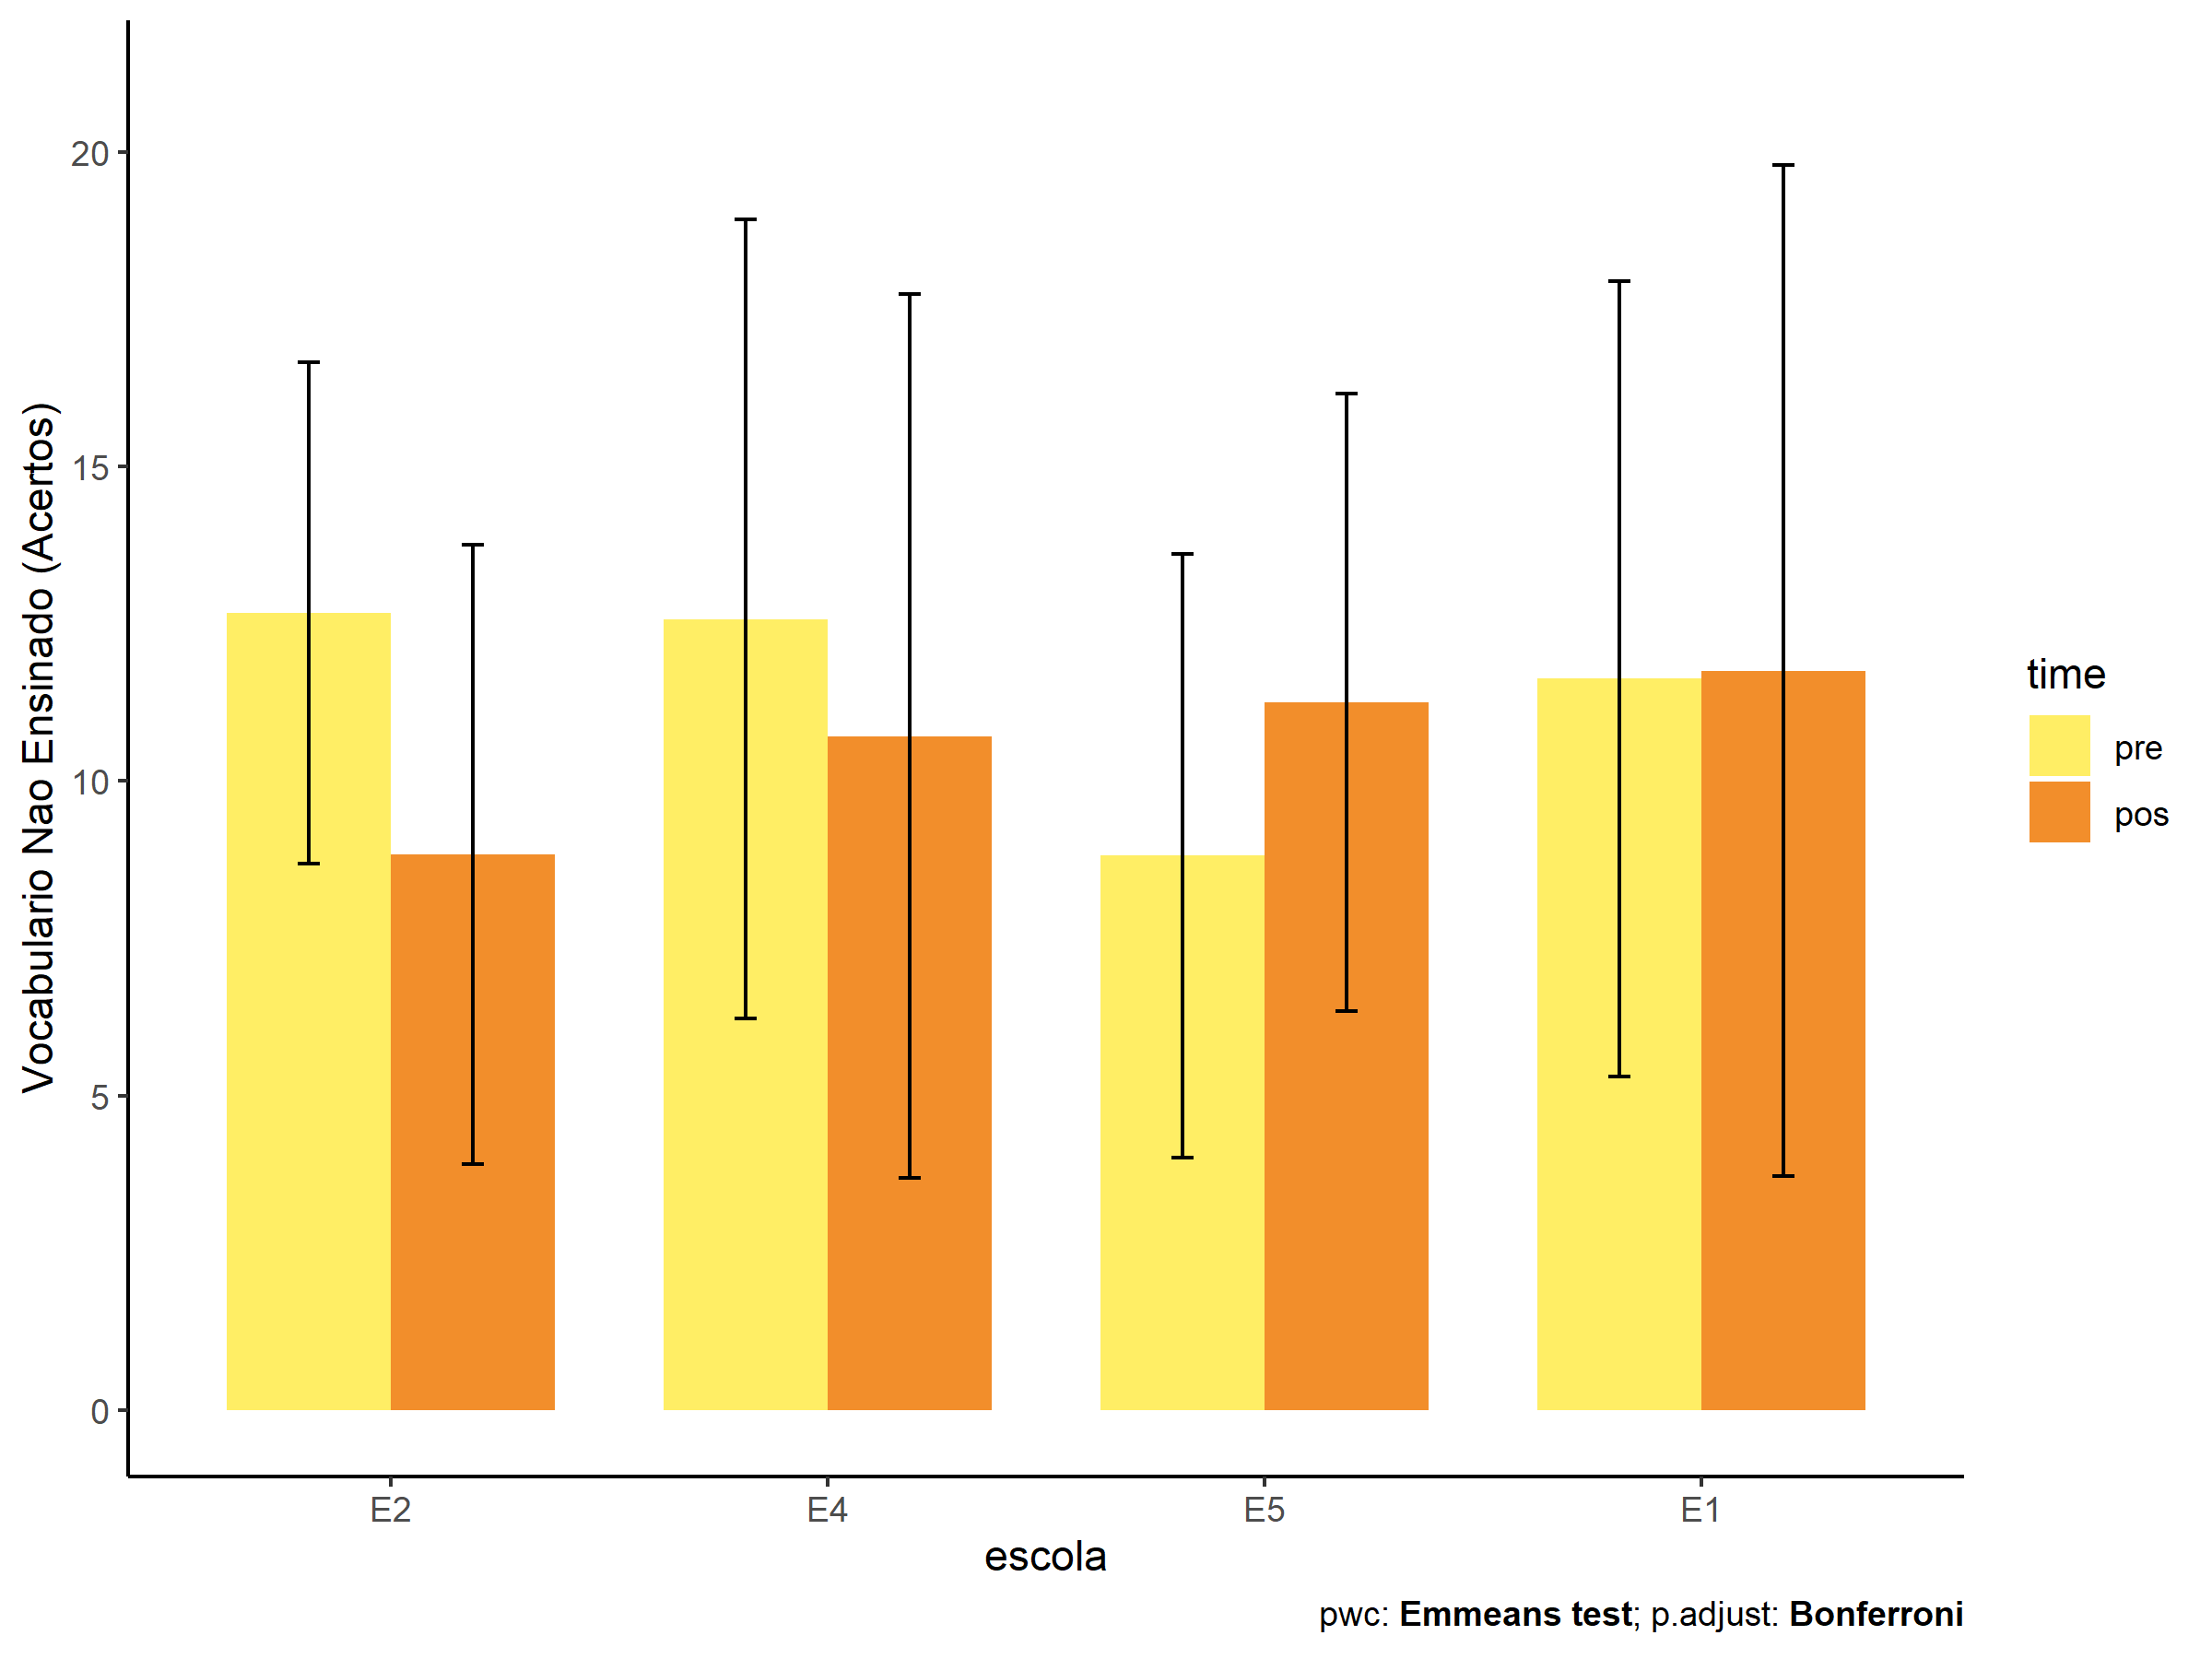 Vocabulario Nao Ensinado (Acertos)
20
15
10
5
0
E2
E4
E5
E1
escola
time
pre
pos
pwc: Emmeans test; p.adjust: Bonferroni